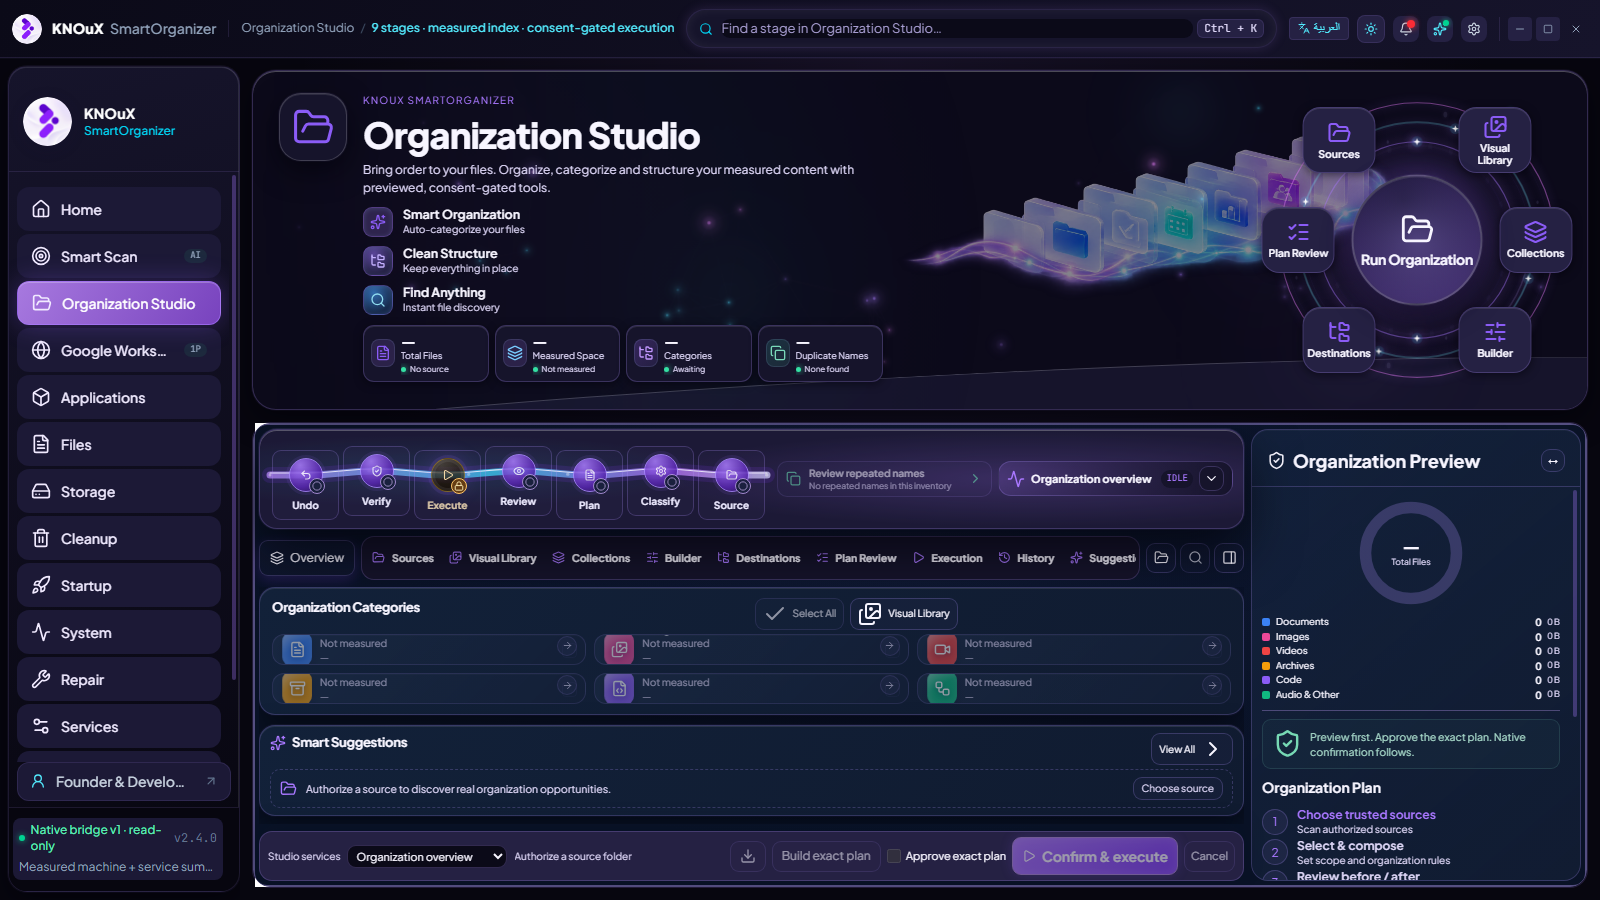 KNOuX SmartOrganizer
Organization Studio / 9 stages · measured index · consent-gated execution
Find a stage in Organization Studio...
Ctrl + K
العربية
KNOuX
SmartOrganizer
Home
Smart Scan AI
Organization Studio
Google Works... 1P
Applications
Files
Storage
Cleanup
Startup
System
Repair
Services
Founder & Develo...
Native bridge v1 · read-only v2.4.0
Measured machine + service sum...
KNOUX SMARTORGANIZER
Organization Studio
Bring order to your files. Organize, categorize and structure your measured content with
previewed, consent-gated tools.
Smart Organization
Auto-categorize your files
Clean Structure
Keep everything in place
Find Anything
Instant file discovery
—
Total Files
No source
—
Measured Space
Not measured
—
Categories
Awaiting
—
Duplicate Names
None found
Sources
Visual Library
Plan Review
Run Organization
Collections
Destinations
Builder
Undo
Verify
Execute
Review
Plan
Classify
Source
Review repeated names
No repeated names in this inventory
Organization overview IDLE
Overview
Sources
Visual Library
Collections
Builder
Destinations
Plan Review
Execution
History
Suggesti
Organization Categories
Select All
Visual Library
Not measured
—
Not measured
—
Not measured
—
Not measured
—
Not measured
—
Not measured
—
Smart Suggestions
View All
Authorize a source to discover real organization opportunities.
Choose source
Studio services
Organization overview
Authorize a source folder
Build exact plan
Approve exact plan
Confirm & execute
Cancel
Organization Preview
—
Total Files
Documents 0 0 B
Images 0 0 B
Videos 0 0 B
Archives 0 0 B
Code 0 0 B
Audio & Other 0 0 B
Preview first. Approve the exact plan. Native
confirmation follows.
Organization Plan
1 Choose trusted sources
Scan authorized sources
2 Select & compose
Set scope and organization rules
Review before / after